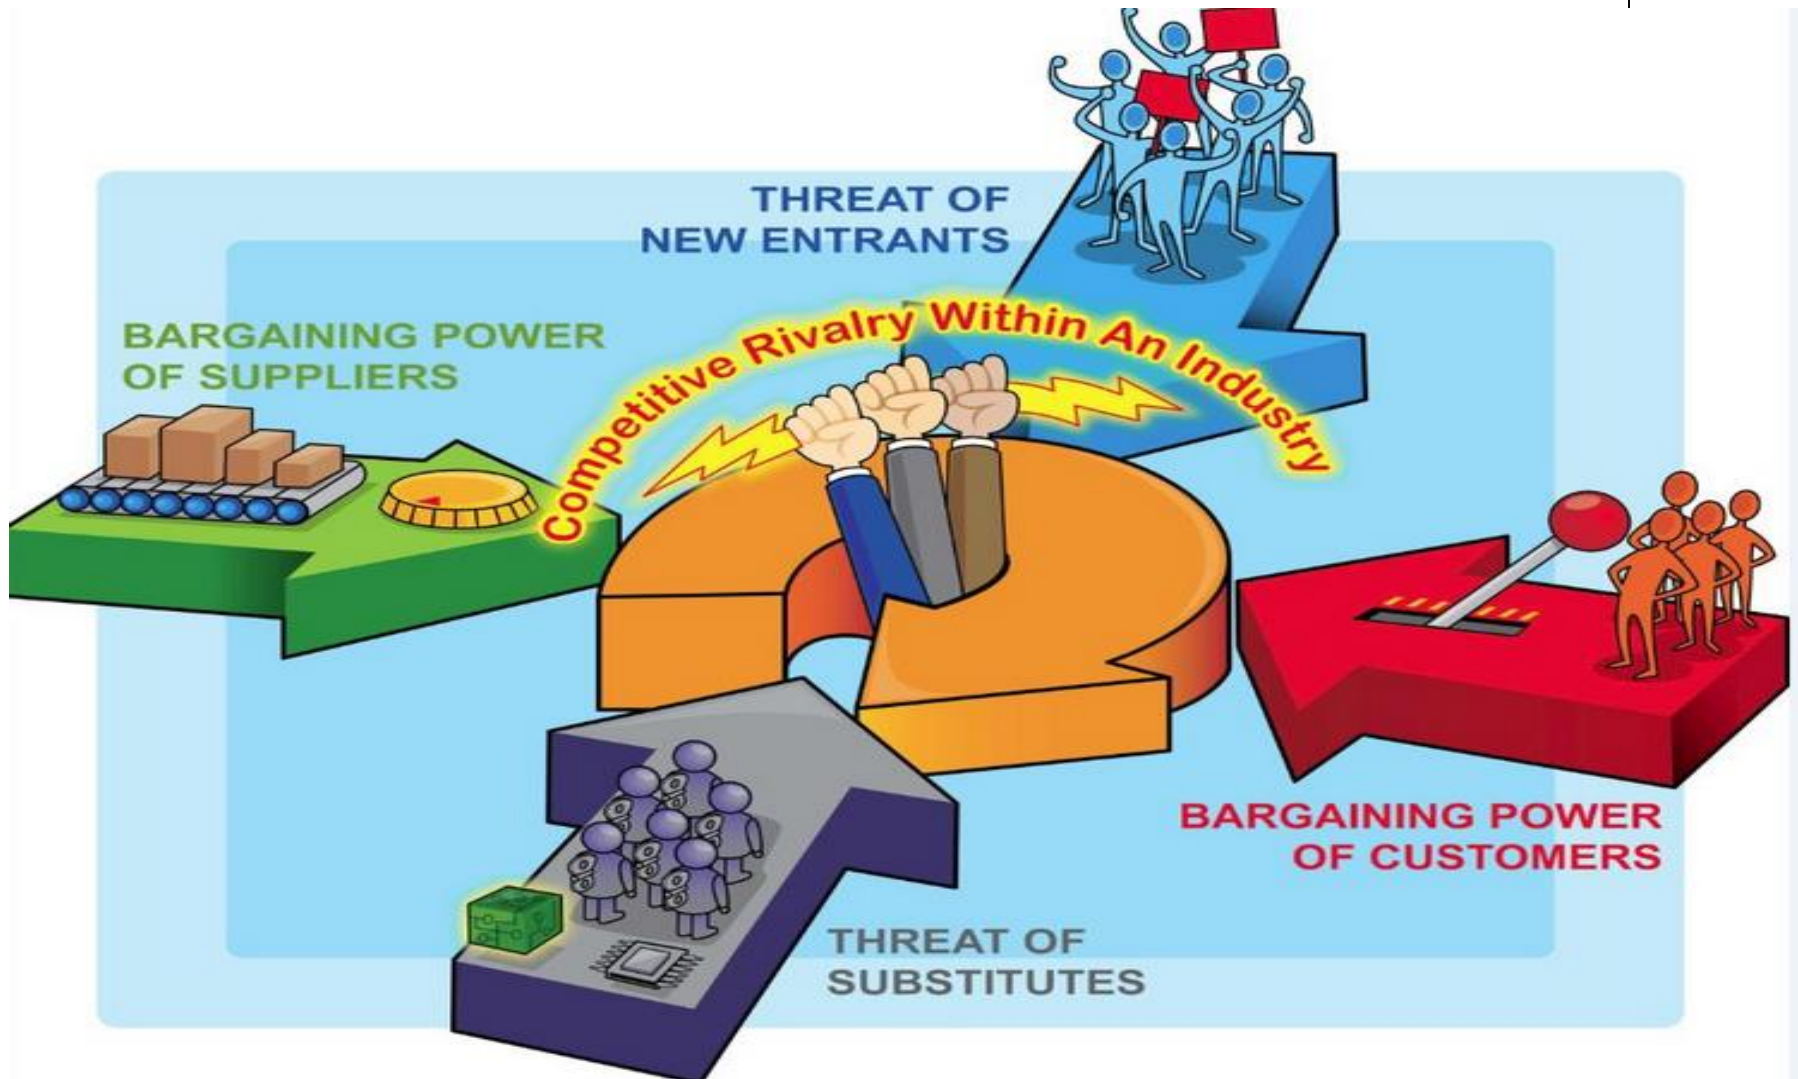 THREAT OF
NEW ENTRANTS
BARGAINING POWER
OF SUPPLIERS
Competitive Rivalry Within An Industry
BARGAINING POWER
OF CUSTOMERS
THREAT OF
SUBSTITUTES